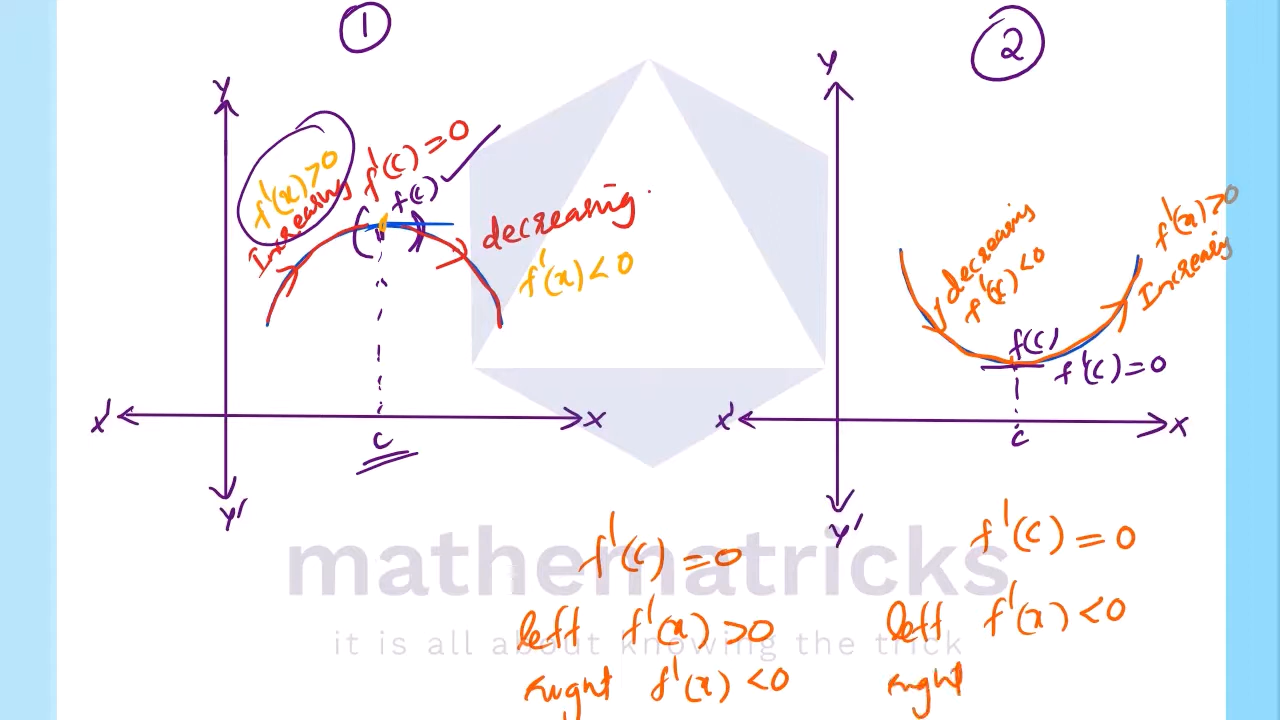 1
Y
f'(x)>0
Increasing
f'(c)=0
f(c)
decreasing
f'(x)<0
X'
X
c
Y'
2
Y
decreasing
f'(x)<0
f'(x)>0
Increasing
f(c)
f'(c)=0
X'
X
c
Y'
mathematricks
it is all about knowing the trick
f'(c)=0
left f'(x)>0
right f'(x)<0
f'(c)=0
left f'(x)<0
right